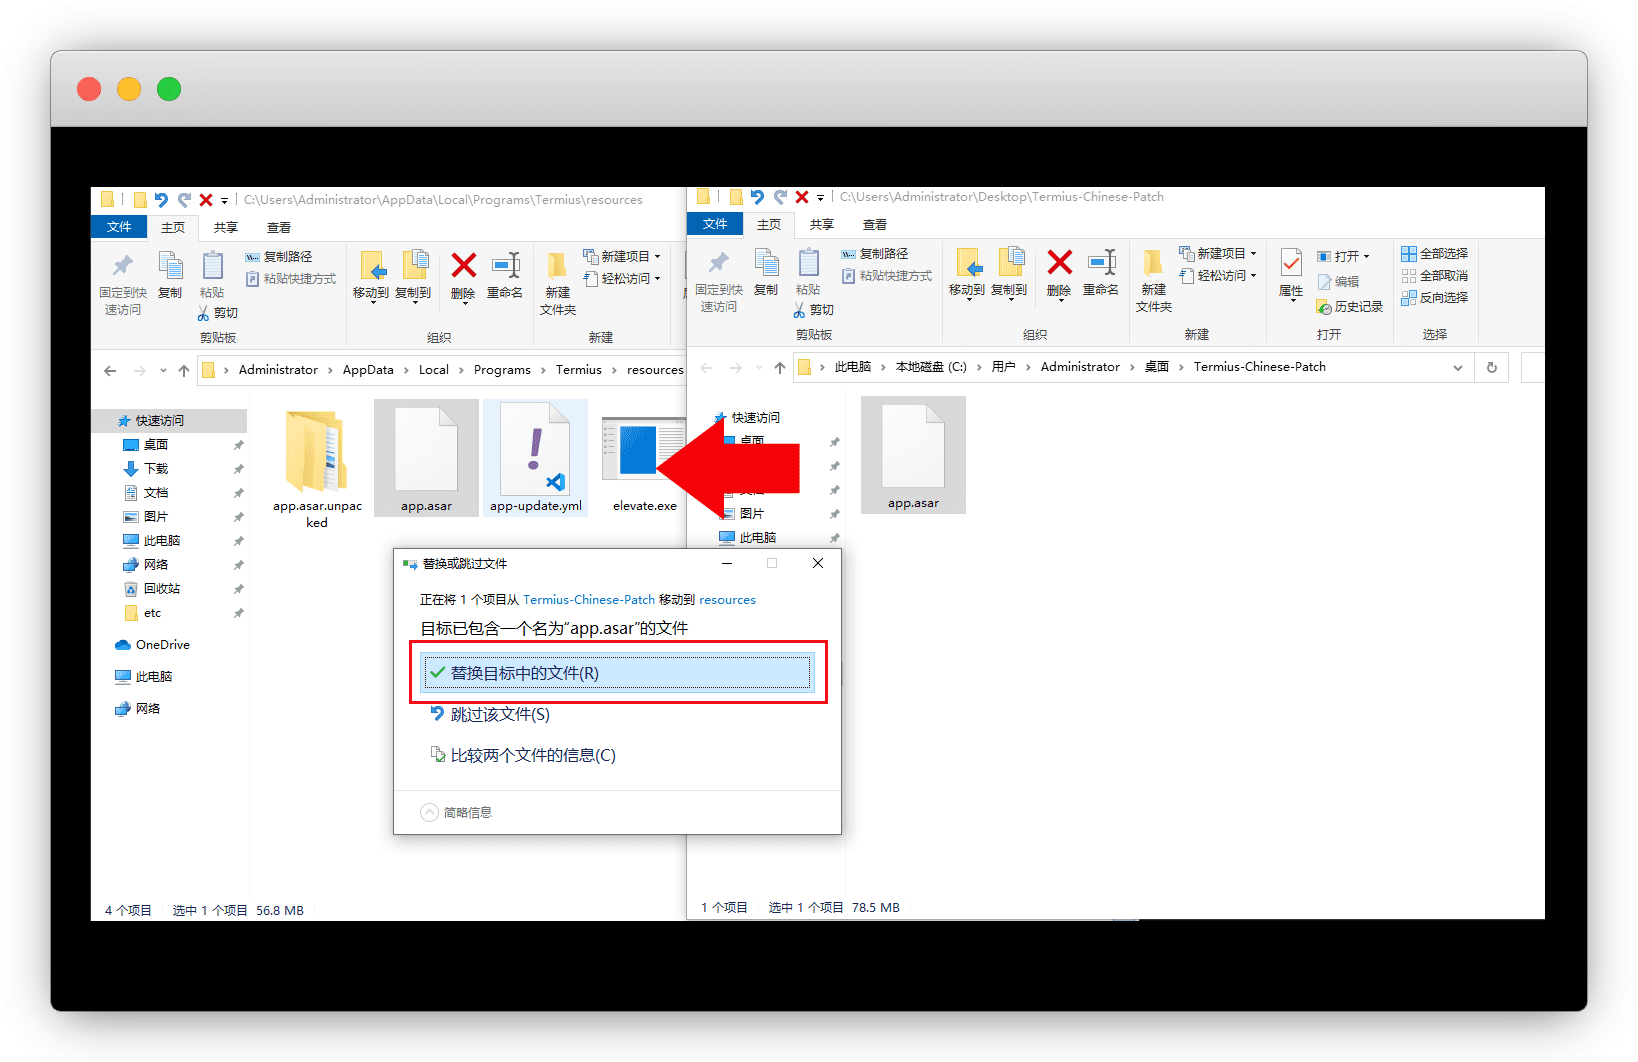 C:\Users\Administrator\AppData\Local\Programs\Termius\resources
文件 主页 共享 查看
固定到快速访问
复制
粘贴
复制路径
粘贴快捷方式
剪切
剪贴板
移动到 复制到 删除 重命名
组织
新建文件夹
新建项目
轻松访问
新建
Administrator AppData Local Programs Termius resources
快速访问
桌面
下载
文档
图片
此电脑
网络
回收站
etc
OneDrive
此电脑
网络
app.asar.unpac
ked
app.asar
app-update.yml
elevate.exe
4 个项目 选中 1 个项目 56.8 MB
C:\Users\Administrator\Desktop\Termius-Chinese-Patch
文件 主页 共享 查看
固定到快速访问
复制
粘贴
复制路径
粘贴快捷方式
剪切
剪贴板
移动到 复制到 删除 重命名
组织
新建文件夹
新建项目
轻松访问
新建
属性
打开
编辑
历史记录
打开
全部选择
全部取消
反向选择
选择
此电脑 本地磁盘 (C:) 用户 Administrator 桌面 Termius-Chinese-Patch
快速访问
桌面
图片
此电脑
app.asar
1 个项目 选中 1 个项目 78.5 MB
替换或跳过文件
正在将 1 个项目从 Termius-Chinese-Patch 移动到 resources
目标已包含一个名为“app.asar”的文件
替换目标中的文件(R)
跳过该文件(S)
比较两个文件的信息(C)
简略信息